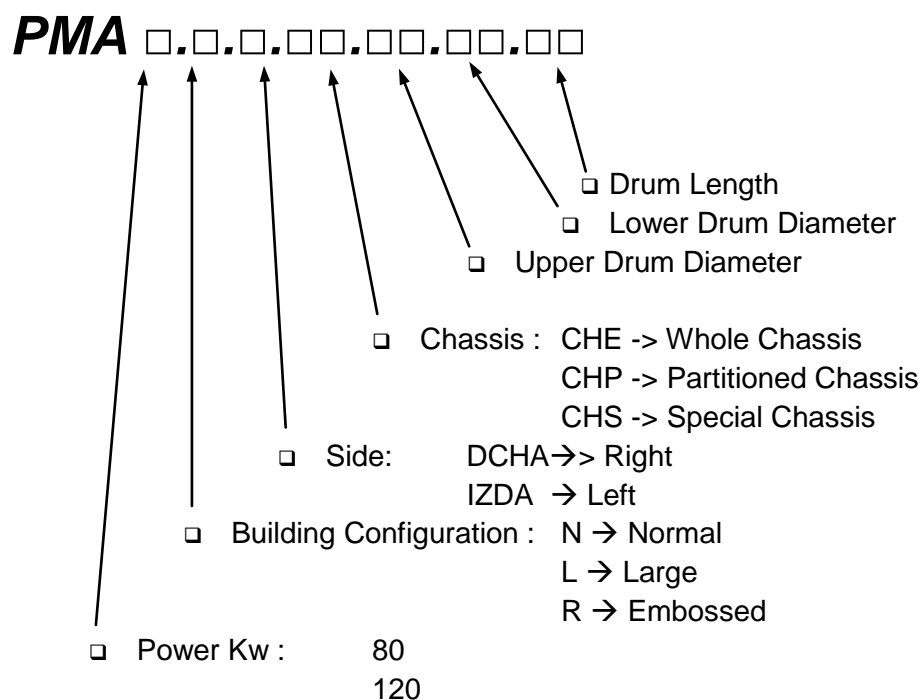 PMA □.□.□.□□.□□.□□.□□
❑ Drum Length
❑ Lower Drum Diameter
❑ Upper Drum Diameter
❑ Chassis : CHE -> Whole Chassis
CHP -> Partitioned Chassis
CHS -> Special Chassis
❑ Side: DCHA→> Right
IZDA → Left
❑ Building Configuration : N → Normal
L → Large
R → Embossed
❑ Power Kw : 80
120